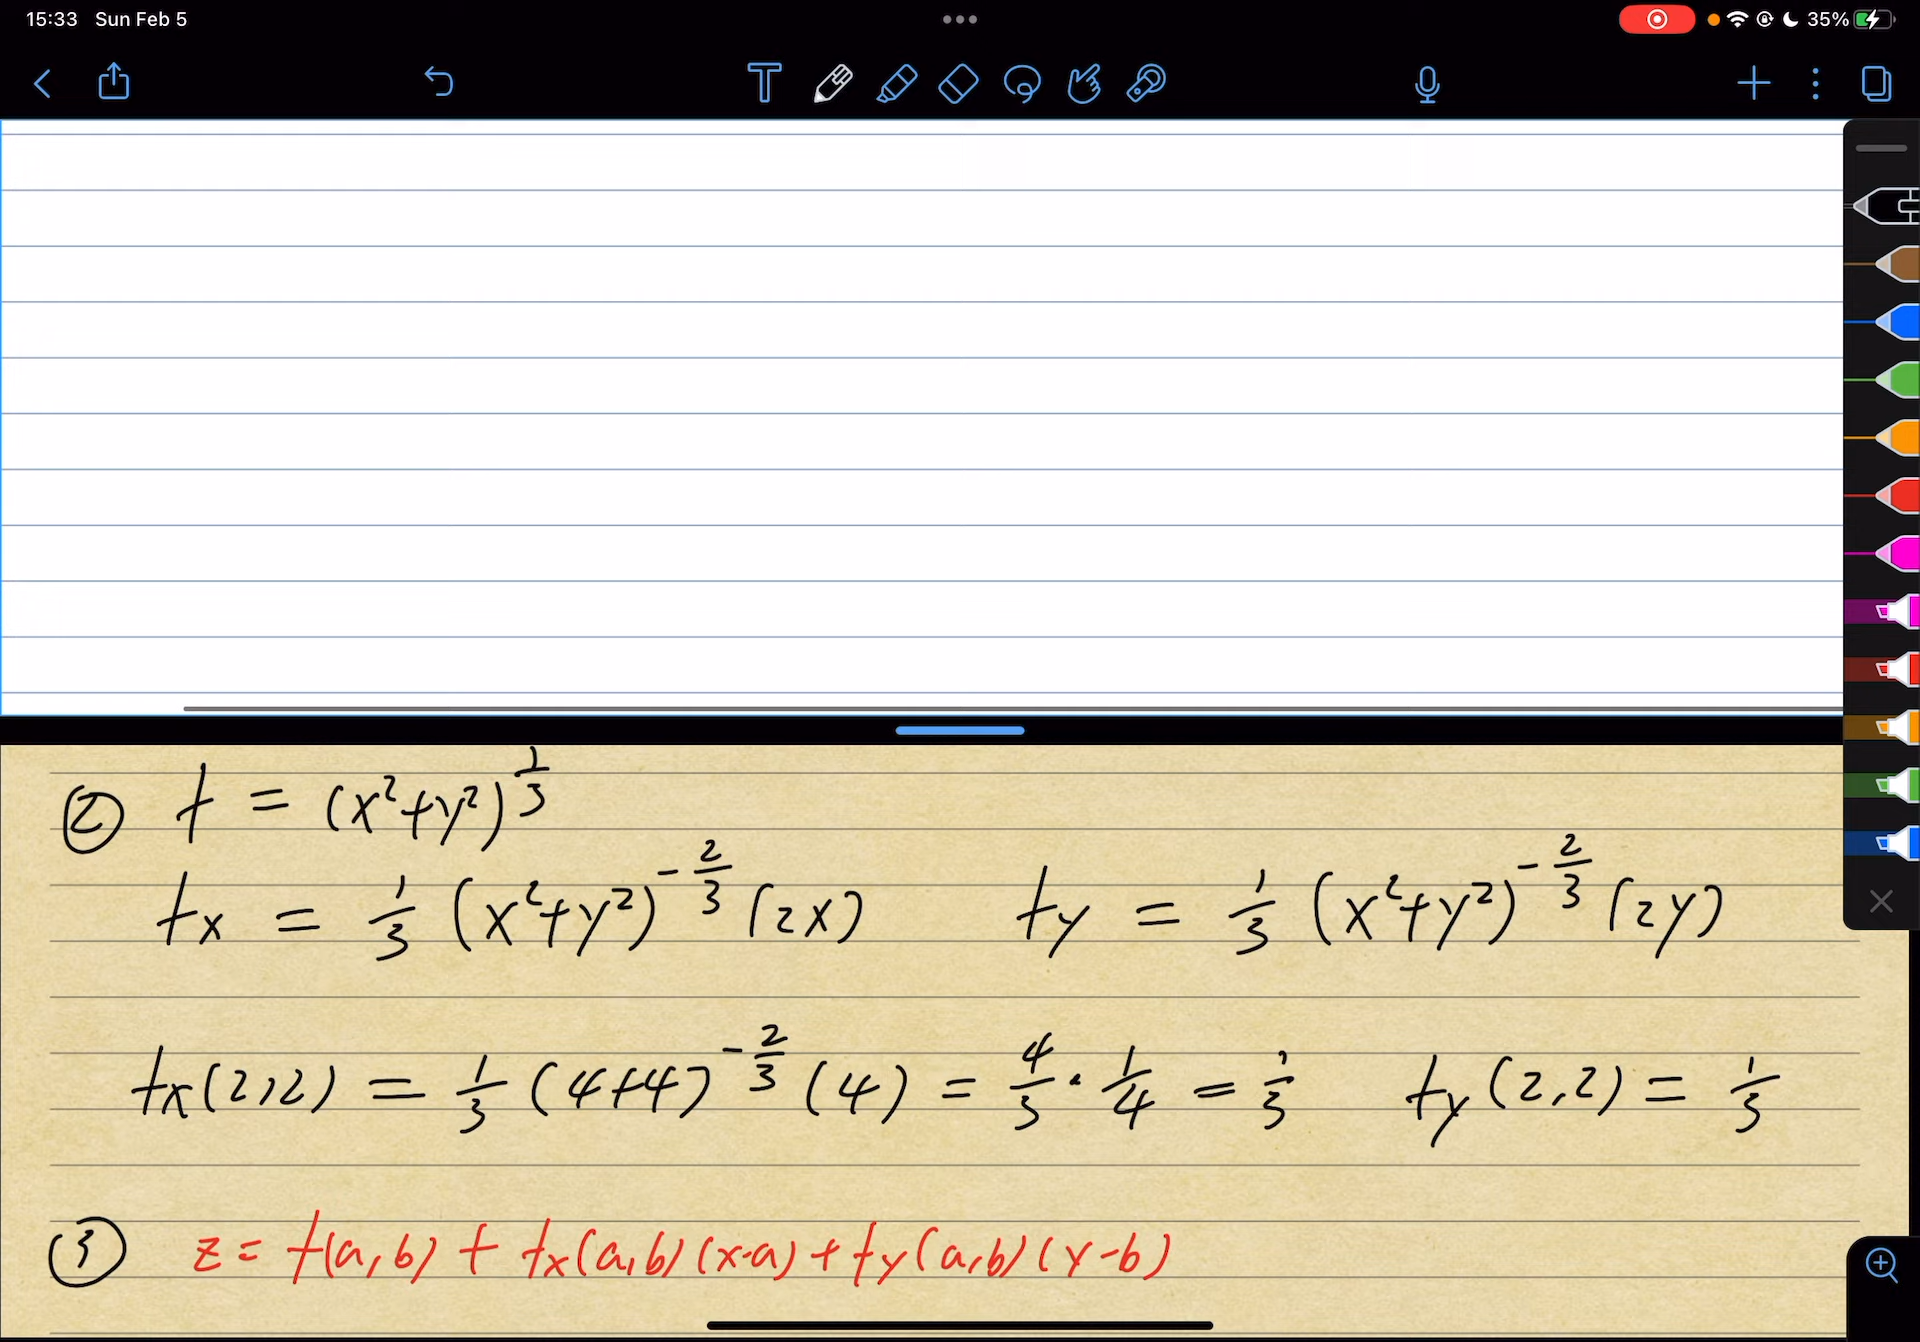 15:33 Sun Feb 5 35%
② f = (x²+y²)^(1/3)
fx = 1/3 (x²+y²)^(-2/3) (2x) fy = 1/3 (x²+y²)^(-2/3) (2y)
fx(2,2) = 1/3 (4+4)^(-2/3) (4) = 4/3 · 1/4 = 1/3 fy(2,2) = 1/3
③ z = f(a,b) + fx(a,b)(x-a) + fy(a,b)(y-b)